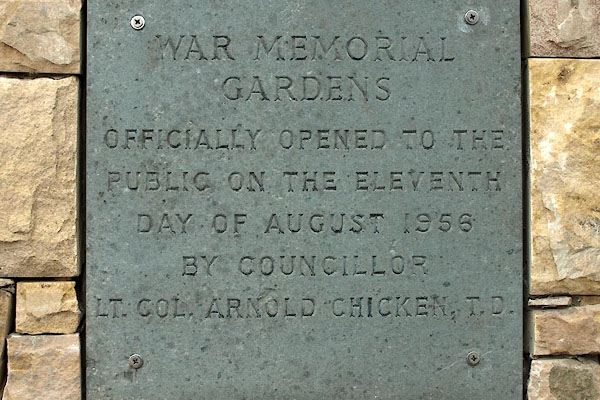 WAR MEMORIAL
GARDENS
OFFICIALLY OPENED TO THE
PUBLIC ON THE ELEVENTH
DAY OF AUGUST 1956
BY COUNCILLOR
LT. COL. ARNOLD CHICKEN, T.D.